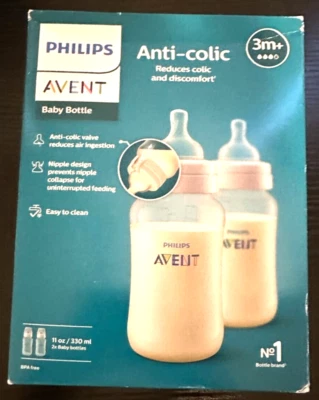 PHILIPS
AVENT
Baby Bottle
Anti-colic
Reduces colic
and discomfort
3m+
Anti-colic valve
reduces air ingestion
Nipple design
prevents nipple
collapse for
uninterrupted feeding
Easy to clean
PHILIPS
AVENT
PHILIPS
AVENT
11 oz / 330 ml
2x Baby bottles
BPA free
Nº1
Bottle brand